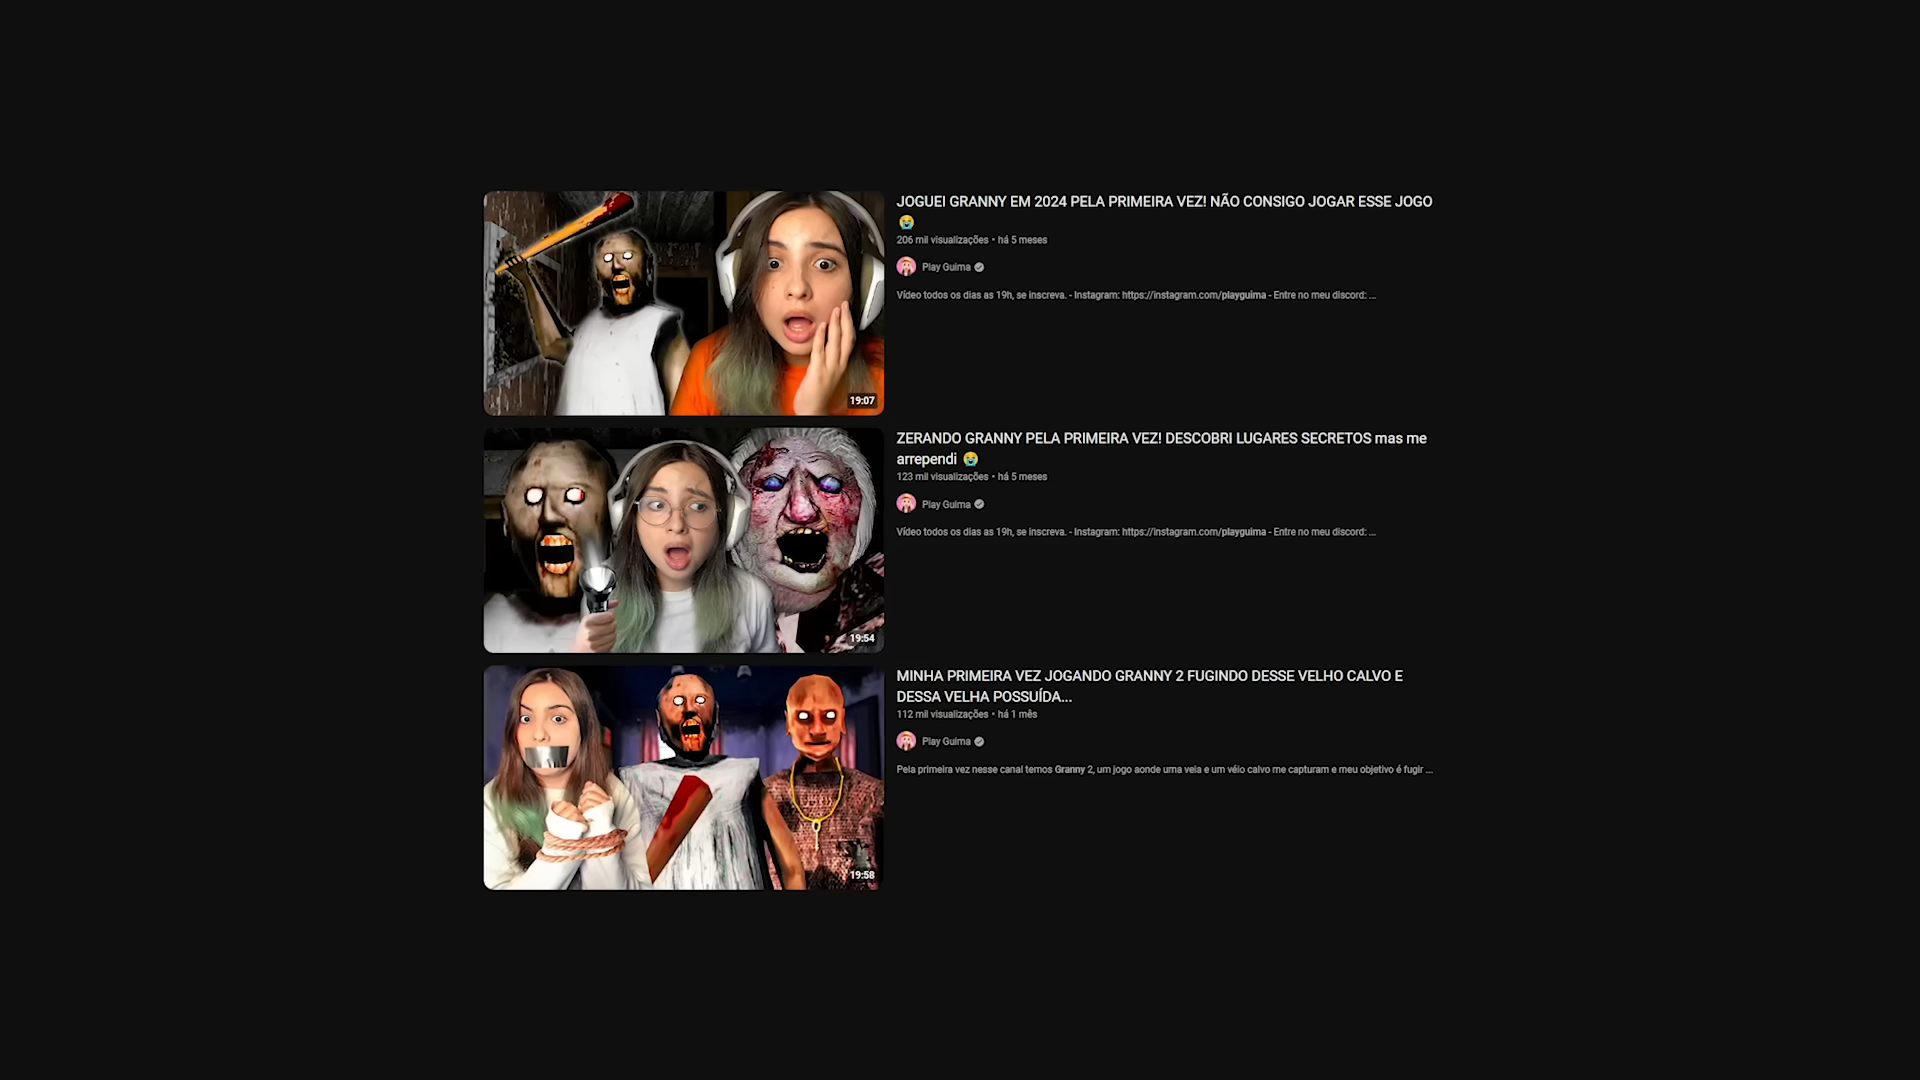 JOGUEI GRANNY EM 2024 PELA PRIMEIRA VEZ! NÃO CONSIGO JOGAR ESSE JOGO
😭
206 mil visualizações • há 5 meses
Play Guima
Vídeo todos os dias as 19h, se inscreva. - Instagram: https://instagram.com/playguima - Entre no meu discord: ...
19:07
ZERANDO GRANNY PELA PRIMEIRA VEZ! DESCOBRI LUGARES SECRETOS mas me
arrependi 😭
123 mil visualizações • há 5 meses
Play Guima
Vídeo todos os dias as 19h, se inscreva. - Instagram: https://instagram.com/playguima - Entre no meu discord: ...
19:54
MINHA PRIMEIRA VEZ JOGANDO GRANNY 2 FUGINDO DESSE VELHO CALVO E
DESSA VELHA POSSUÍDA...
112 mil visualizações • há 1 mês
Play Guima
Pela primeira vez nesse canal temos Granny 2, um jogo aonde uma veia e um véio calvo me capturam e meu objetivo é fugir ...
19:58